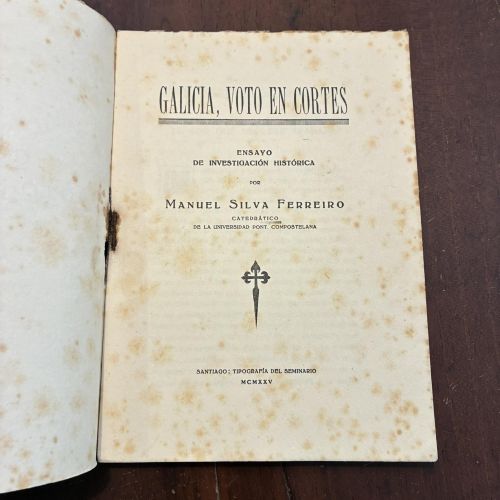 GALICIA, VOTO EN CORTES
ENSAYO
DE INVESTIGACIÓN HISTÓRICA
POR
MANUEL SILVA FERREIRO
CATEDRÁTICO
DE LA UNIVERSIDAD PONT. COMPOSTELANA
SANTIAGO: TIPOGRAFÍA DEL SEMINARIO
MCMXXV